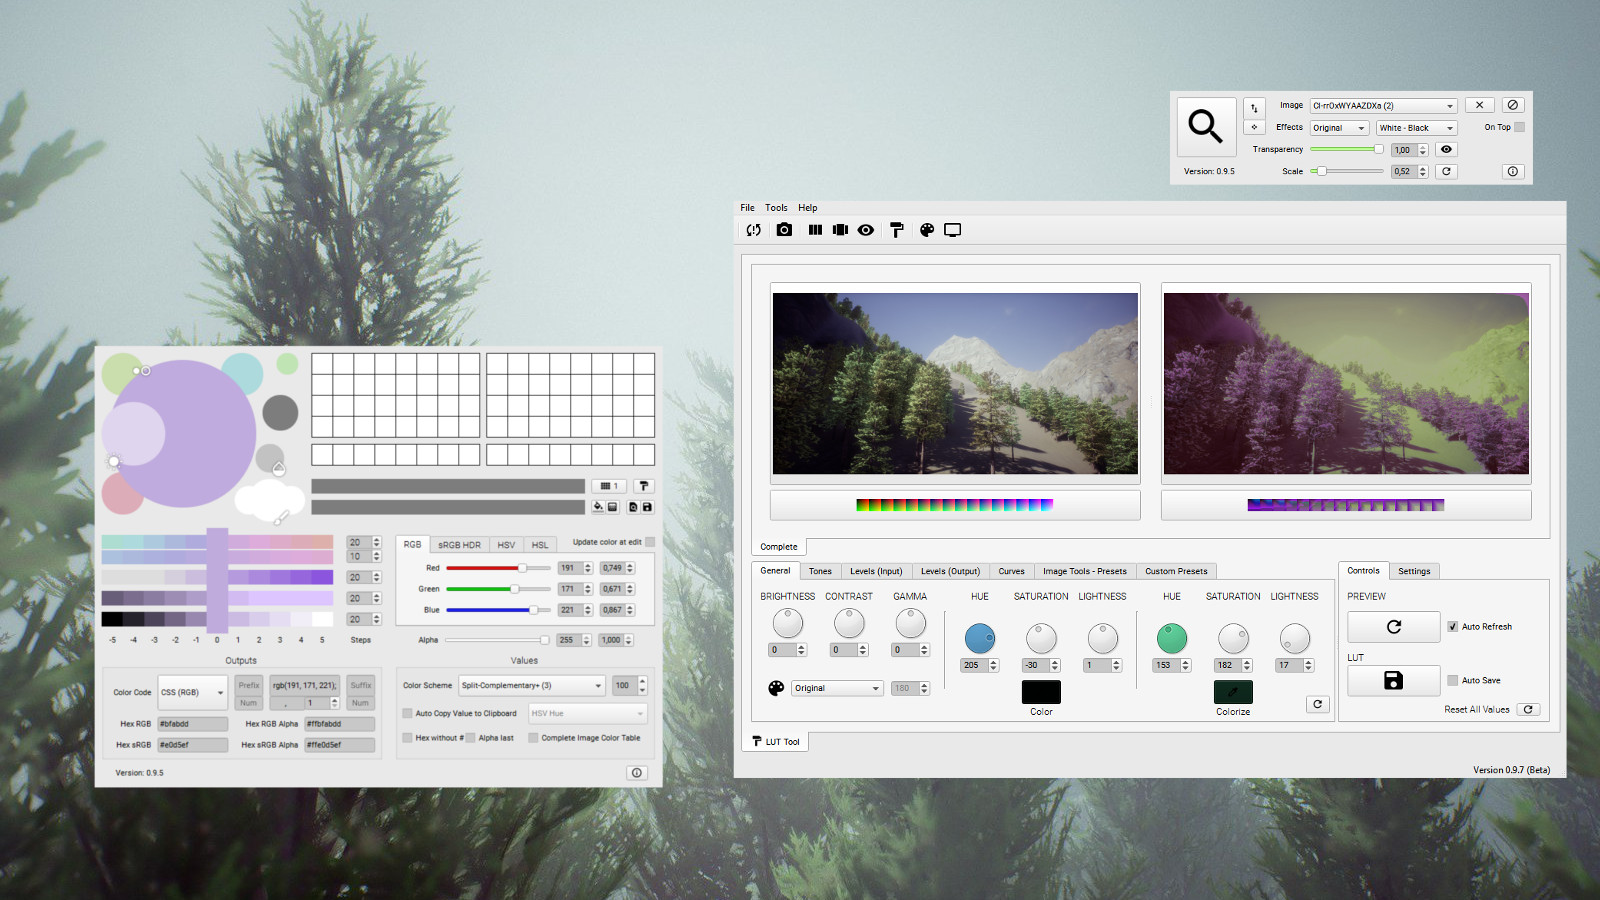 Image
Cl-rrOxWYAAZDXa (2)
Effects
Original
White - Black
On Top
Transparency
1,00
Version: 0.9.5
Scale
0,52
File
Tools
Help
Complete
General
Tones
Levels (Input)
Levels (Output)
Curves
Image Tools - Presets
Custom Presets
BRIGHTNESS
CONTRAST
GAMMA
HUE
SATURATION
LIGHTNESS
HUE
SATURATION
LIGHTNESS
0
0
0
205
-30
1
153
182
17
Original
180
Color
Colorize
Controls
Settings
PREVIEW
Auto Refresh
LUT
Auto Save
Reset All Values
LUT Tool
Version 0.9.7 (Beta)
1
20
10
20
20
20
-5 -4 -3 -2 -1 0 1 2 3 4 5
Steps
RGB
sRGB HDR
HSV
HSL
Update color at edit
Red
191
0,749
Green
171
0,671
Blue
221
0,867
Alpha
255
1,000
Outputs
Color Code
CSS (RGB)
Prefix
rgb(191, 171, 221);
Suffix
Num
,
1
Num
Hex RGB
#bfabdd
Hex RGB Alpha
#ffbfabdd
Hex sRGB
#e0d5ef
Hex sRGB Alpha
#ffe0d5ef
Values
Color Scheme
Split-Complementary+ (3)
100
Auto Copy Value to Clipboard
HSV Hue
Hex without #
Alpha last
Complete Image Color Table
Version: 0.9.5